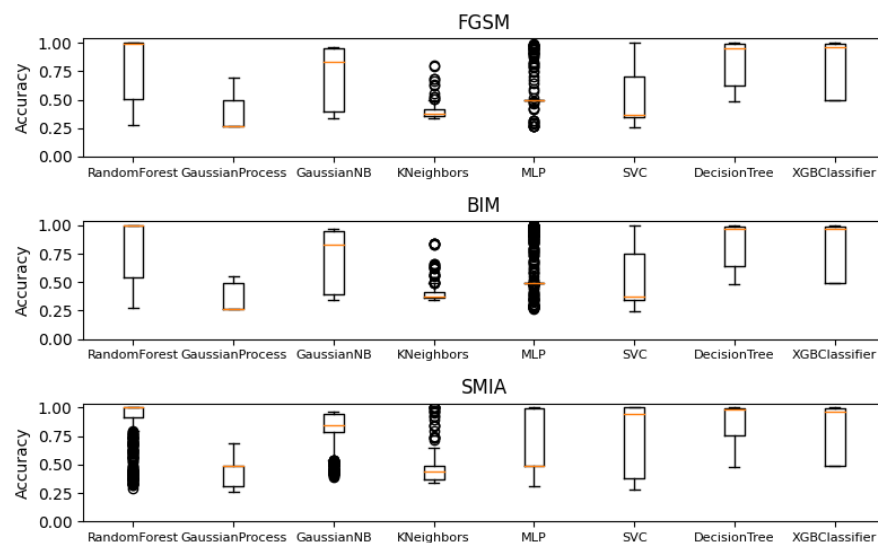 FGSM
1.00
0.75
0.50
0.25
0.00
Accuracy
RandomForest GaussianProcess GaussianNB KNeighbors MLP SVC DecisionTree XGBClassifier
BIM
1.00
0.75
0.50
0.25
0.00
Accuracy
RandomForest GaussianProcess GaussianNB KNeighbors MLP SVC DecisionTree XGBClassifier
SMIA
1.00
0.75
0.50
0.25
0.00
Accuracy
RandomForest GaussianProcess GaussianNB KNeighbors MLP SVC DecisionTree XGBClassifier